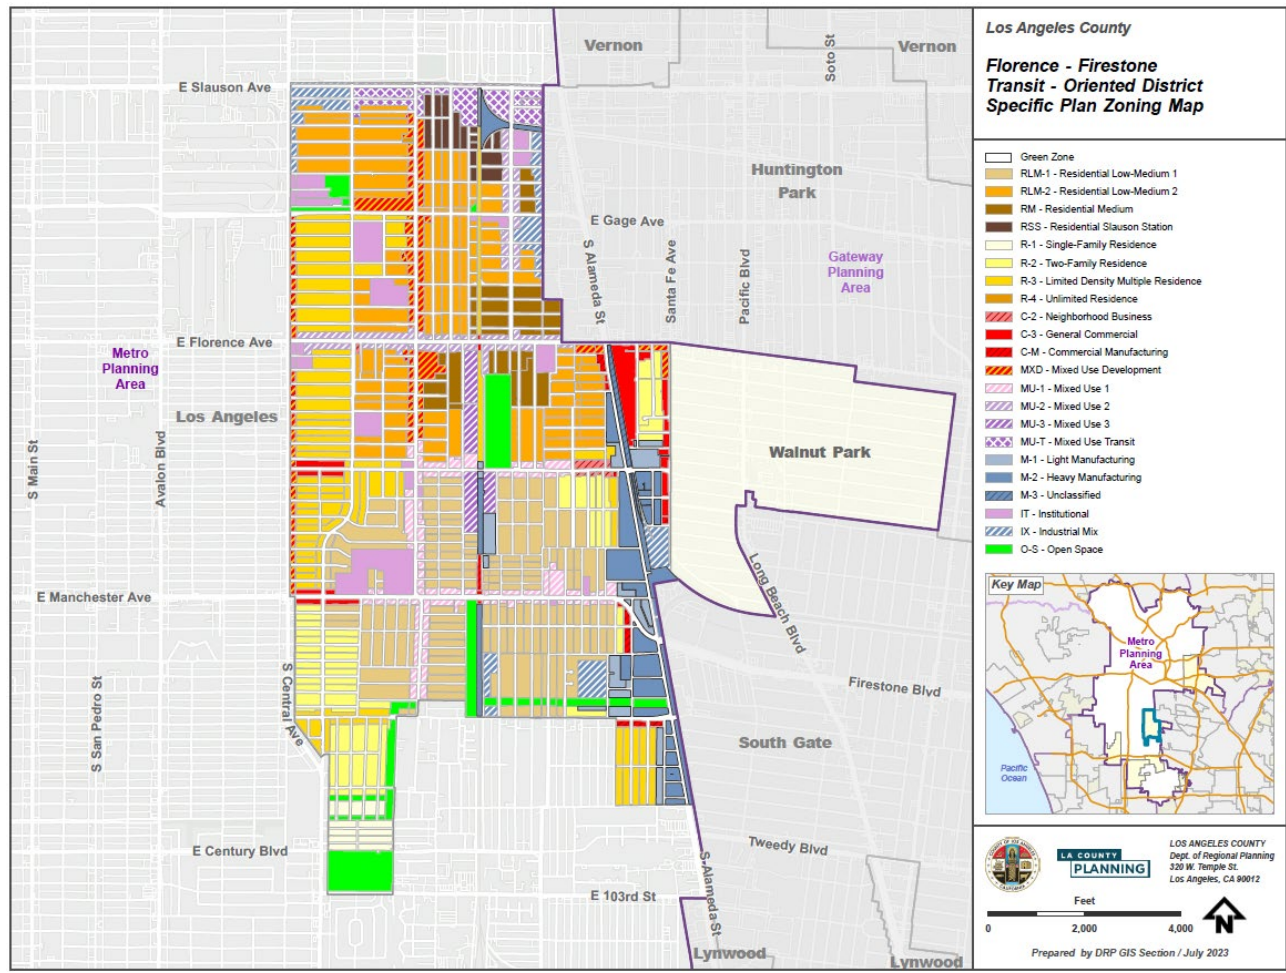 Vernon
Vernon
Soto St
E Slauson Ave
Huntington
Park
E Gage Ave
S Alameda St
Santa Fe Ave
Pacific Blvd
Gateway
Planning
Area
E Florence Ave
Metro
Planning
Area
Los Angeles
S Main St
Avalon Blvd
Walnut Park
E Manchester Ave
Long Beach Blvd
S Central Ave
S San Pedro St
Firestone Blvd
South Gate
E Century Blvd
Tweedy Blvd
E 103rd St
S Alameda St
Lynwood
Lynwood
Los Angeles County
Florence - Firestone
Transit - Oriented District
Specific Plan Zoning Map
Green Zone
RLM-1 - Residential Low-Medium 1
RLM-2 - Residential Low-Medium 2
RM - Residential Medium
RSS - Residential Slauson Station
R-1 - Single-Family Residence
R-2 - Two-Family Residence
R-3 - Limited Density Multiple Residence
R-4 - Unlimited Residence
C-2 - Neighborhood Business
C-3 - General Commercial
C-M - Commercial Manufacturing
MXD - Mixed Use Development
MU-1 - Mixed Use 1
MU-2 - Mixed Use 2
MU-3 - Mixed Use 3
MU-T - Mixed Use Transit
M-1 - Light Manufacturing
M-2 - Heavy Manufacturing
M-3 - Unclassified
IT - Institutional
IX - Industrial Mix
O-S - Open Space
Key Map
Metro
Planning
Area
Pacific
Ocean
LA COUNTY
PLANNING
LOS ANGELES COUNTY
Dept. of Regional Planning
320 W. Temple St.
Los Angeles, CA 90012
Feet
0 2,000 4,000
N
Prepared by DRP GIS Section / July 2023